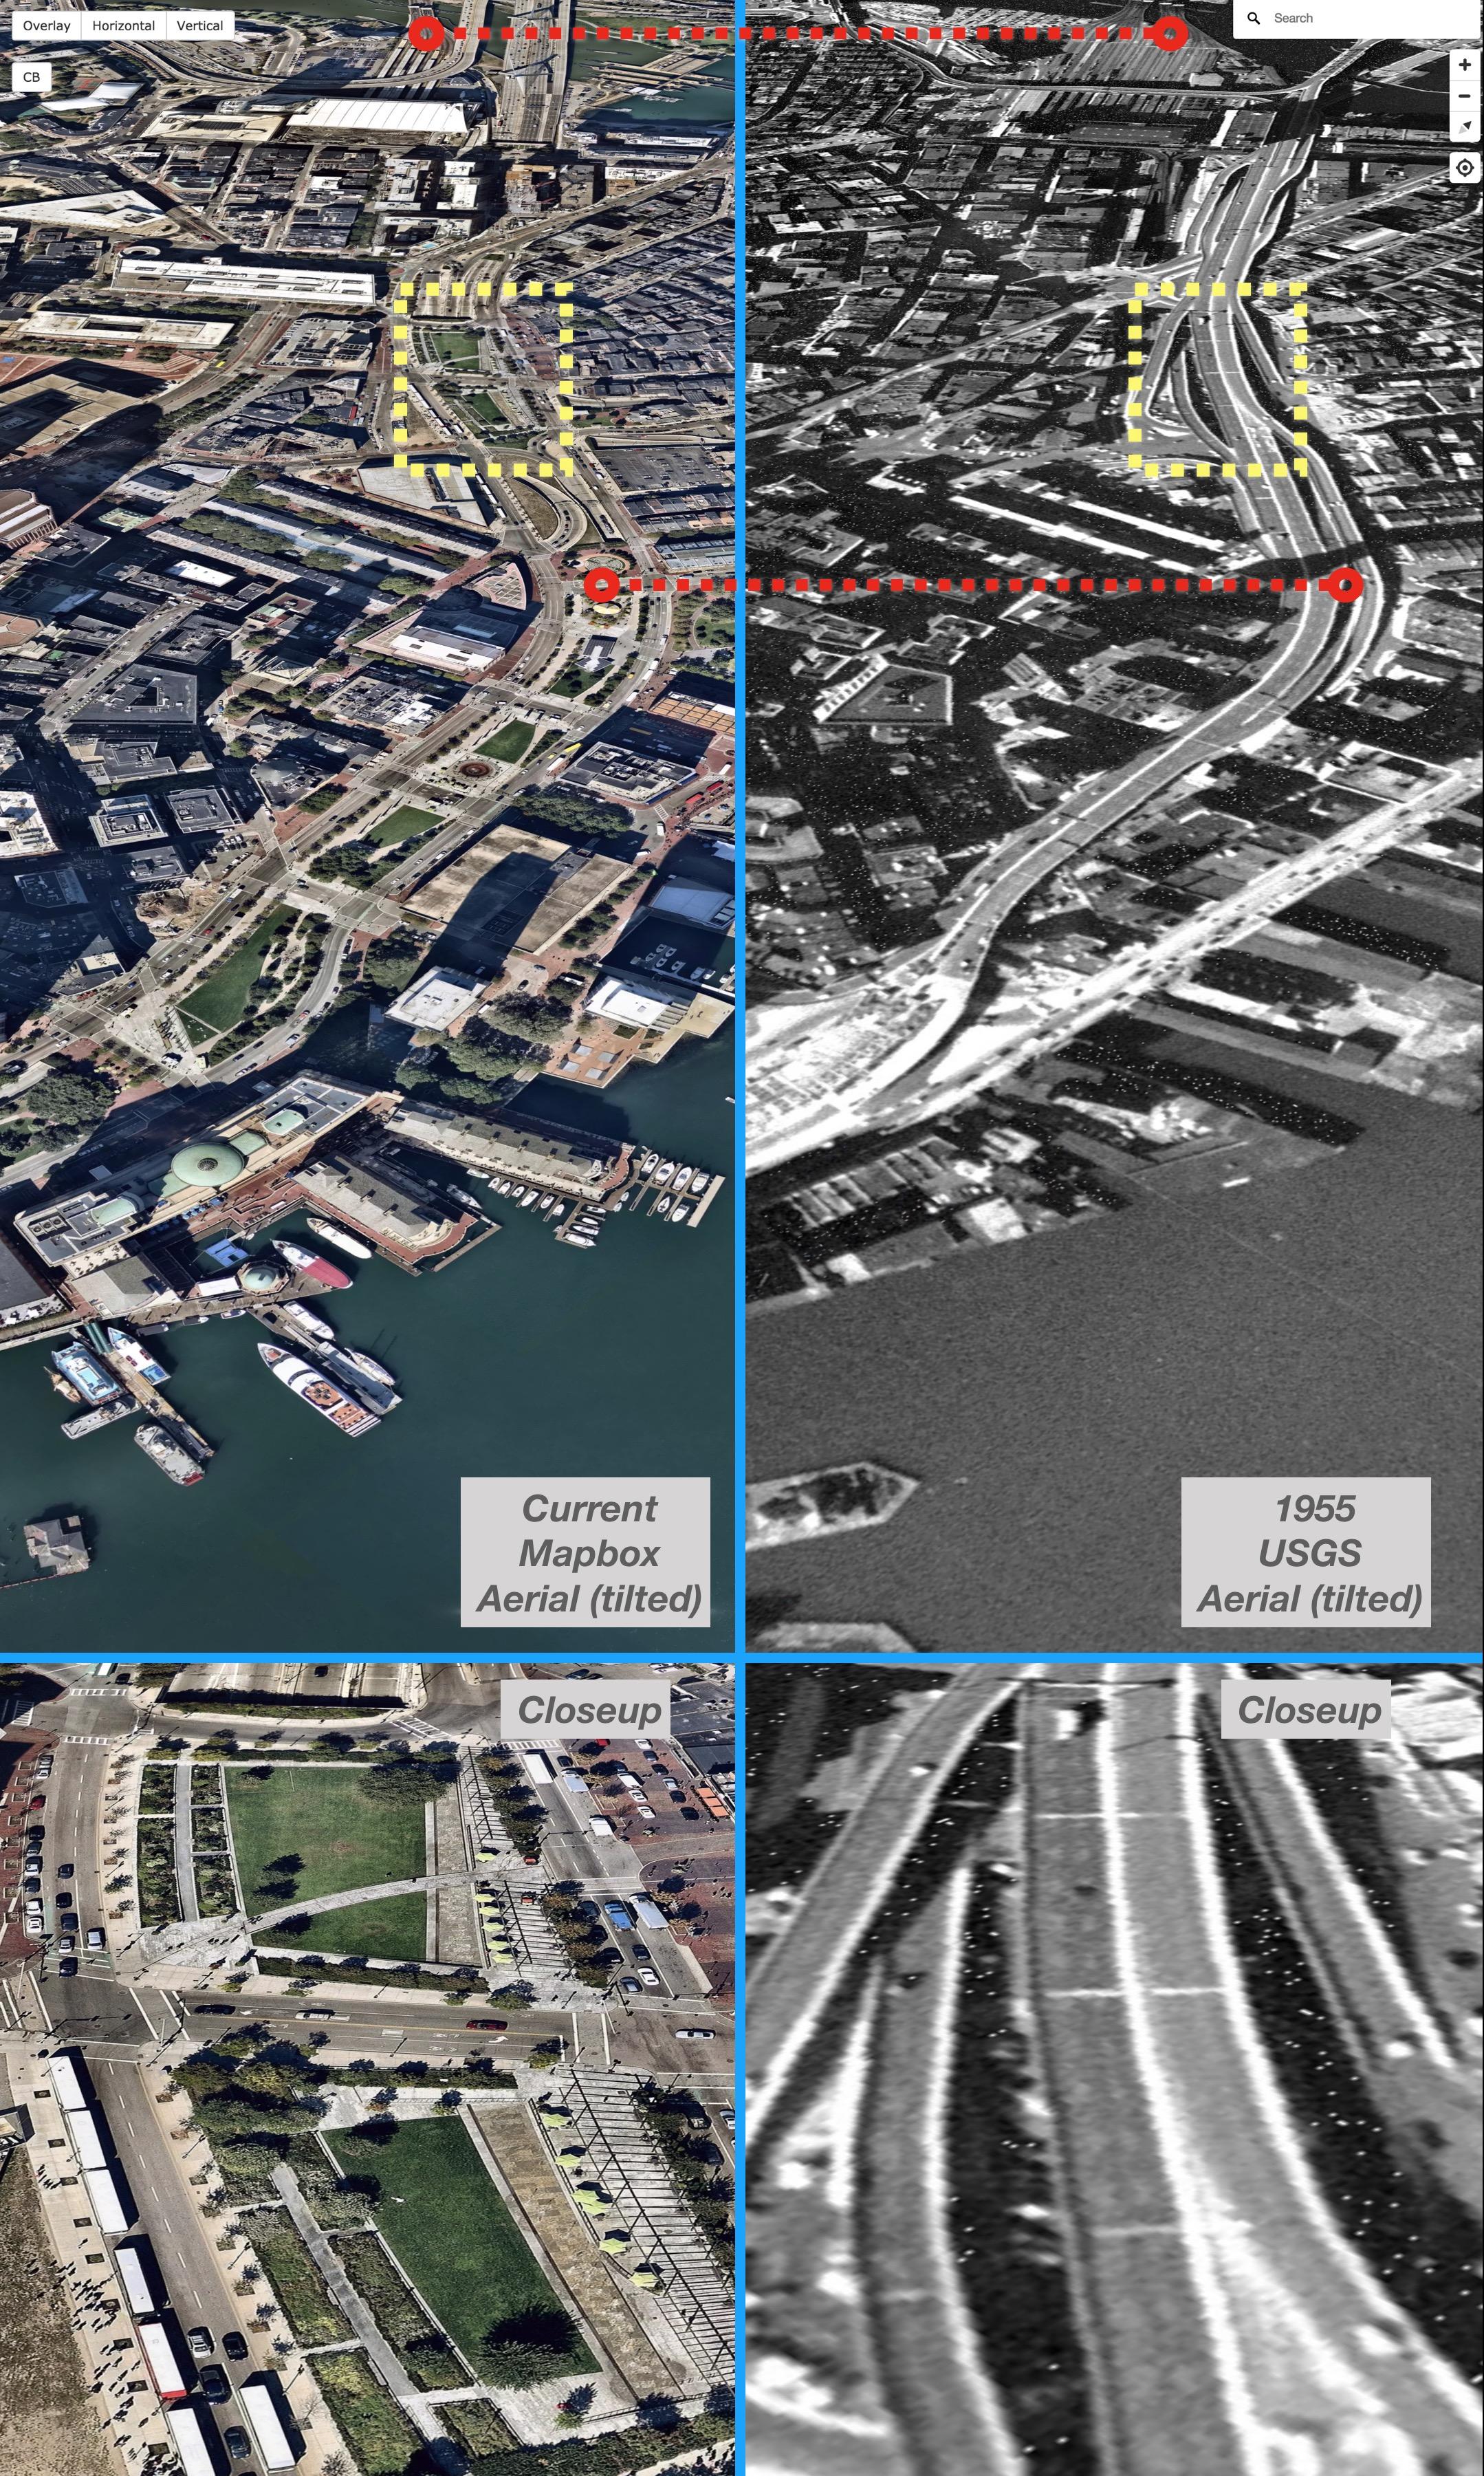 Overlay Horizontal Vertical
CB
Search
Current
Mapbox
Aerial (tilted)
1955
USGS
Aerial (tilted)
Closeup
Closeup